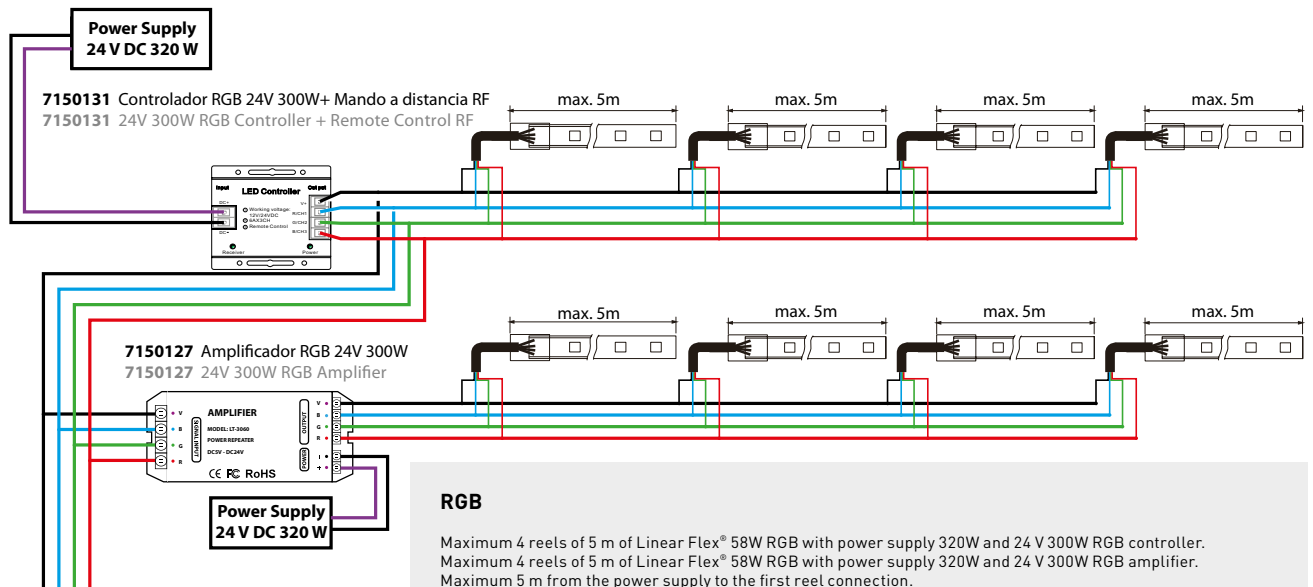 Power Supply
24 V DC 320 W
7150131 Controlador RGB 24V 300W+ Mando a distancia RF
7150131 24V 300W RGB Controller + Remote Control RF
max. 5m
max. 5m
max. 5m
max. 5m
Input
LED Controller
Out put
DC+
DC+
Working voltage:
12V/24VDC
6AX3CH
Remote Control
V+
R/CH1
G/CH2
B/CH3
Receiver
Power
max. 5m
max. 5m
max. 5m
max. 5m
7150127 Amplificador RGB 24V 300W
7150127 24V 300W RGB Amplifier
V
B
G
R
SIGNAL INPUT
AMPLIFIER
MODEL: LT-3060
POWER REPEATER
DC5V - DC24V
CE FC RoHS
OUTPUT
V
B
G
R
POWER
-
+
Power Supply
24 V DC 320 W
RGB
Maximum 4 reels of 5 m of Linear Flex® 58W RGB with power supply 320W and 24 V 300W RGB controller.
Maximum 4 reels of 5 m of Linear Flex® 58W RGB with power supply 320W and 24 V 300W RGB amplifier.
Maximum 5 m from the power supply to the first reel connection.